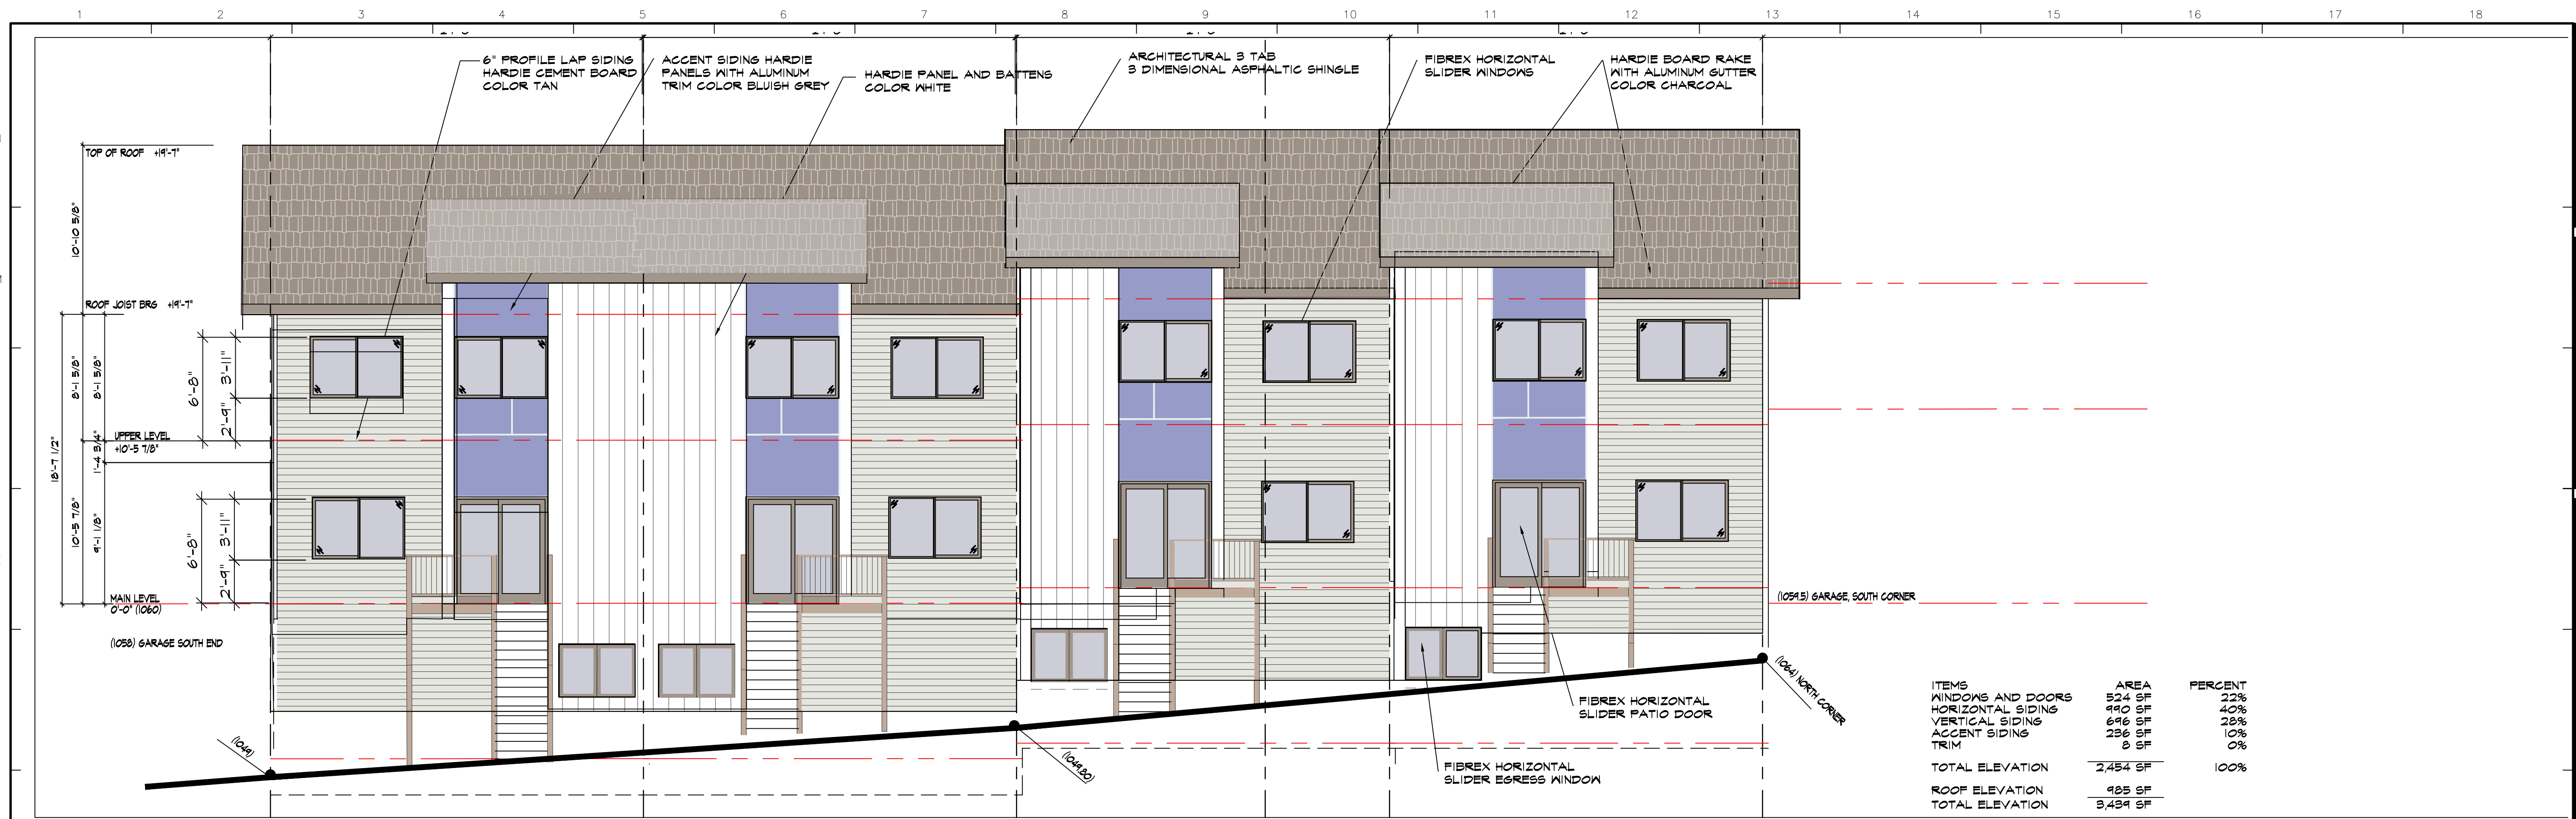 1 2 3 4 5 6 7 8 9 10 11 12 13 14 15 16 17 18
6" PROFILE LAP SIDING
HARDIE CEMENT BOARD
COLOR TAN
ACCENT SIDING HARDIE
PANELS WITH ALUMINUM
TRIM COLOR BLUISH GREY
HARDIE PANEL AND BATTENS
COLOR WHITE
ARCHITECTURAL 3 TAB
3 DIMENSIONAL ASPHALTIC SHINGLE
FIBREX HORIZONTAL
SLIDER WINDOWS
HARDIE BOARD RAKE
WITH ALUMINUM GUTTER
COLOR CHARCOAL
TOP OF ROOF +19'-7"
10'-10 5/8"
ROOF JOIST BRG +19'-7"
8'-1 5/8"
8'-1 5/8"
6'-8"
3'-11"
2'-9"
UPPER LEVEL
+10'-5 7/8"
18'-7 1/2"
1'-4 3/4"
10'-5 7/8"
9'-1 1/8"
6'-8"
3'-11"
2'-9"
MAIN LEVEL
0'-0" (1060)
(1058) GARAGE SOUTH END
(1059.5) GARAGE, SOUTH CORNER
(1049)
(1049.80)
(1064) NORTH CORNER
FIBREX HORIZONTAL
SLIDER PATIO DOOR
FIBREX HORIZONTAL
SLIDER EGRESS WINDOW
ITEMS AREA PERCENT
WINDOWS AND DOORS 524 SF 22%
HORIZONTAL SIDING 990 SF 40%
VERTICAL SIDING 696 SF 28%
ACCENT SIDING 236 SF 10%
TRIM 8 SF 0%
TOTAL ELEVATION 2,454 SF 100%
ROOF ELEVATION 985 SF
TOTAL ELEVATION 3,439 SF